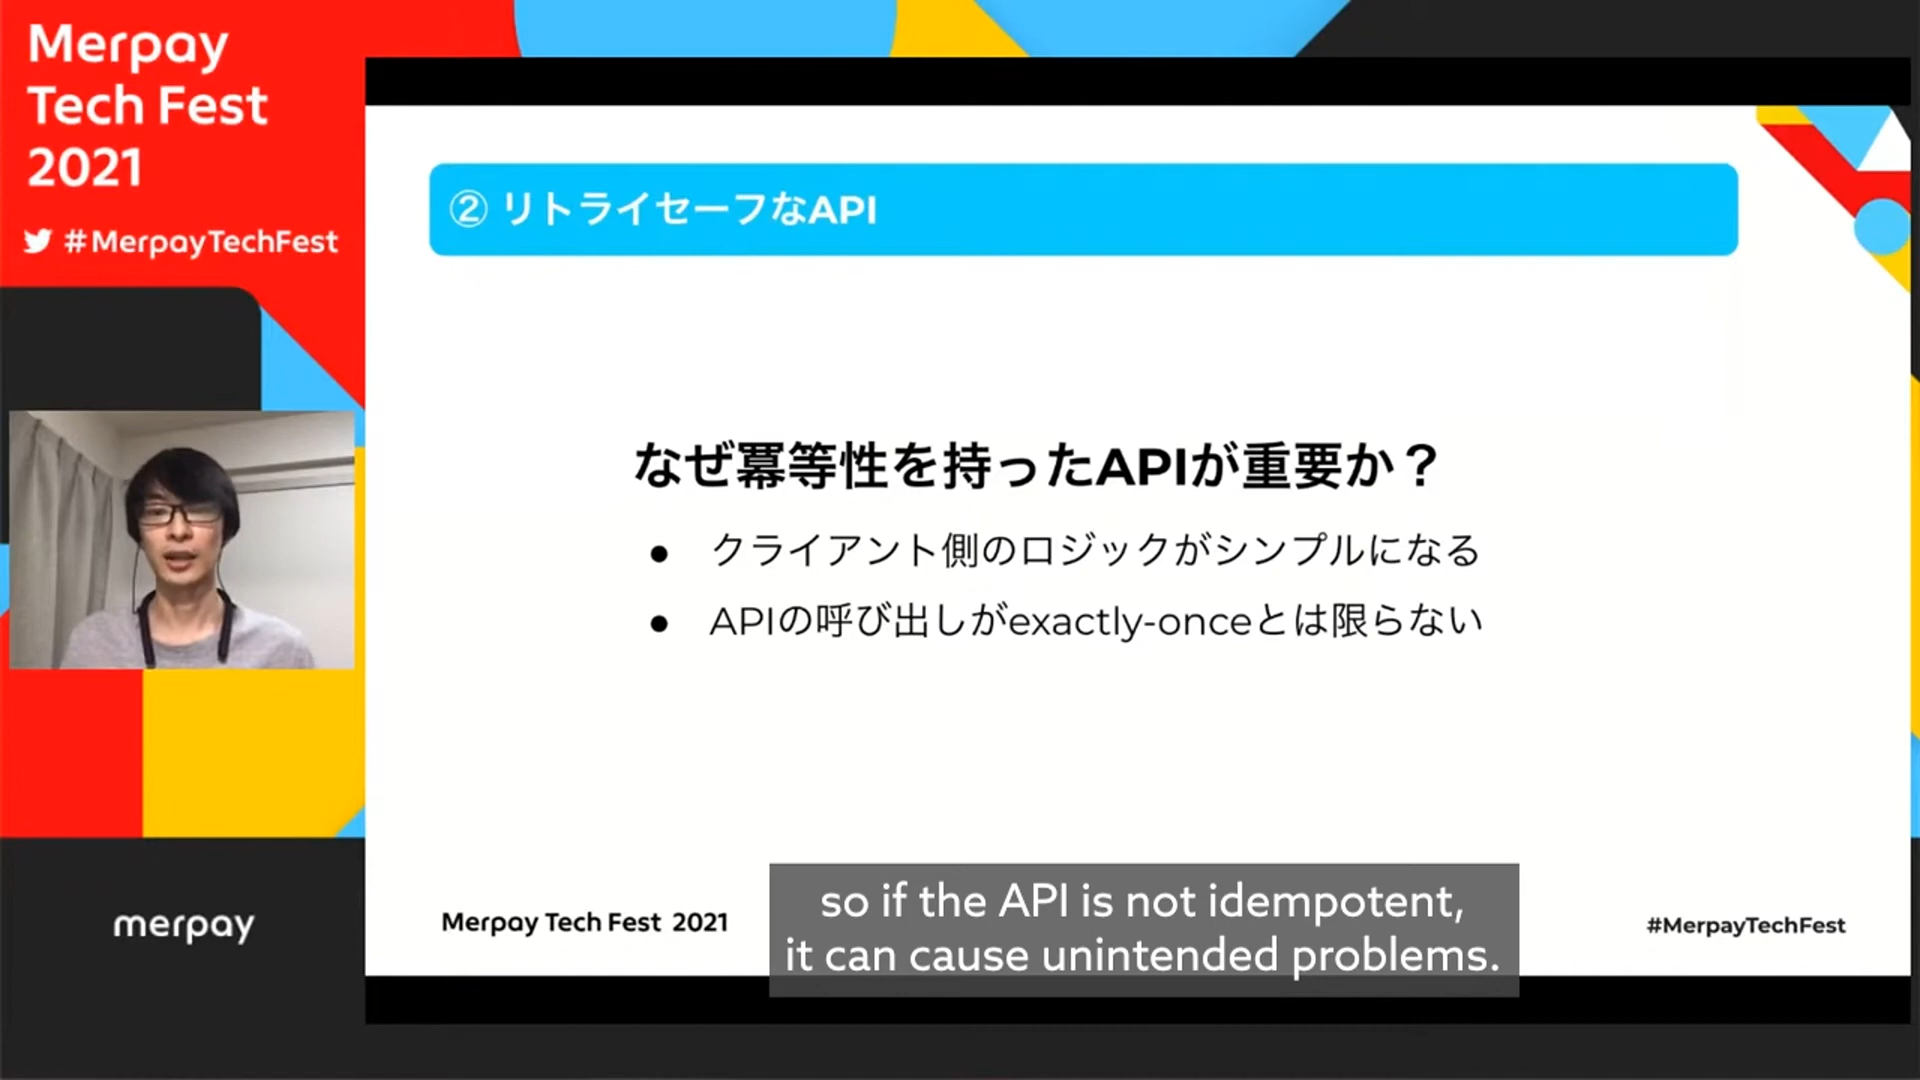 Merpay
Tech Fest
2021
#MerpayTechFest
② リトライセーフなAPI
なぜ冪等性を持ったAPIが重要か？
● クライアント側のロジックがシンプルになる
● APIの呼び出しがexactly-onceとは限らない
merpay
Merpay Tech Fest 2021
so if the API is not idempotent,
it can cause unintended problems.
#MerpayTechFest